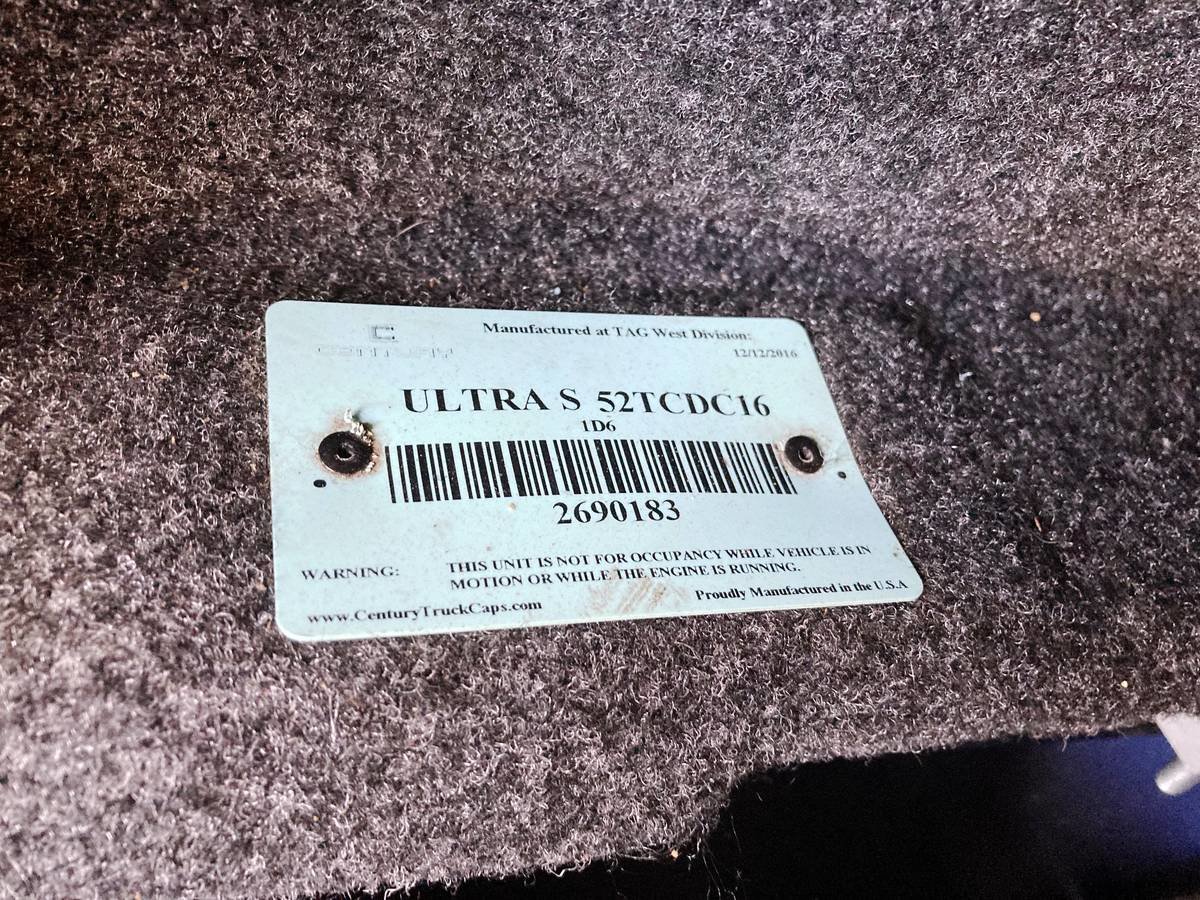 C
CENTURY
Manufactured at TAG West Division:
12/12/2016
ULTRA S 52TCDC16
1D6
2690183
WARNING: THIS UNIT IS NOT FOR OCCUPANCY WHILE VEHICLE IS IN
MOTION OR WHILE THE ENGINE IS RUNNING.
www.CenturyTruckCaps.com Proudly Manufactured in the U.S.A